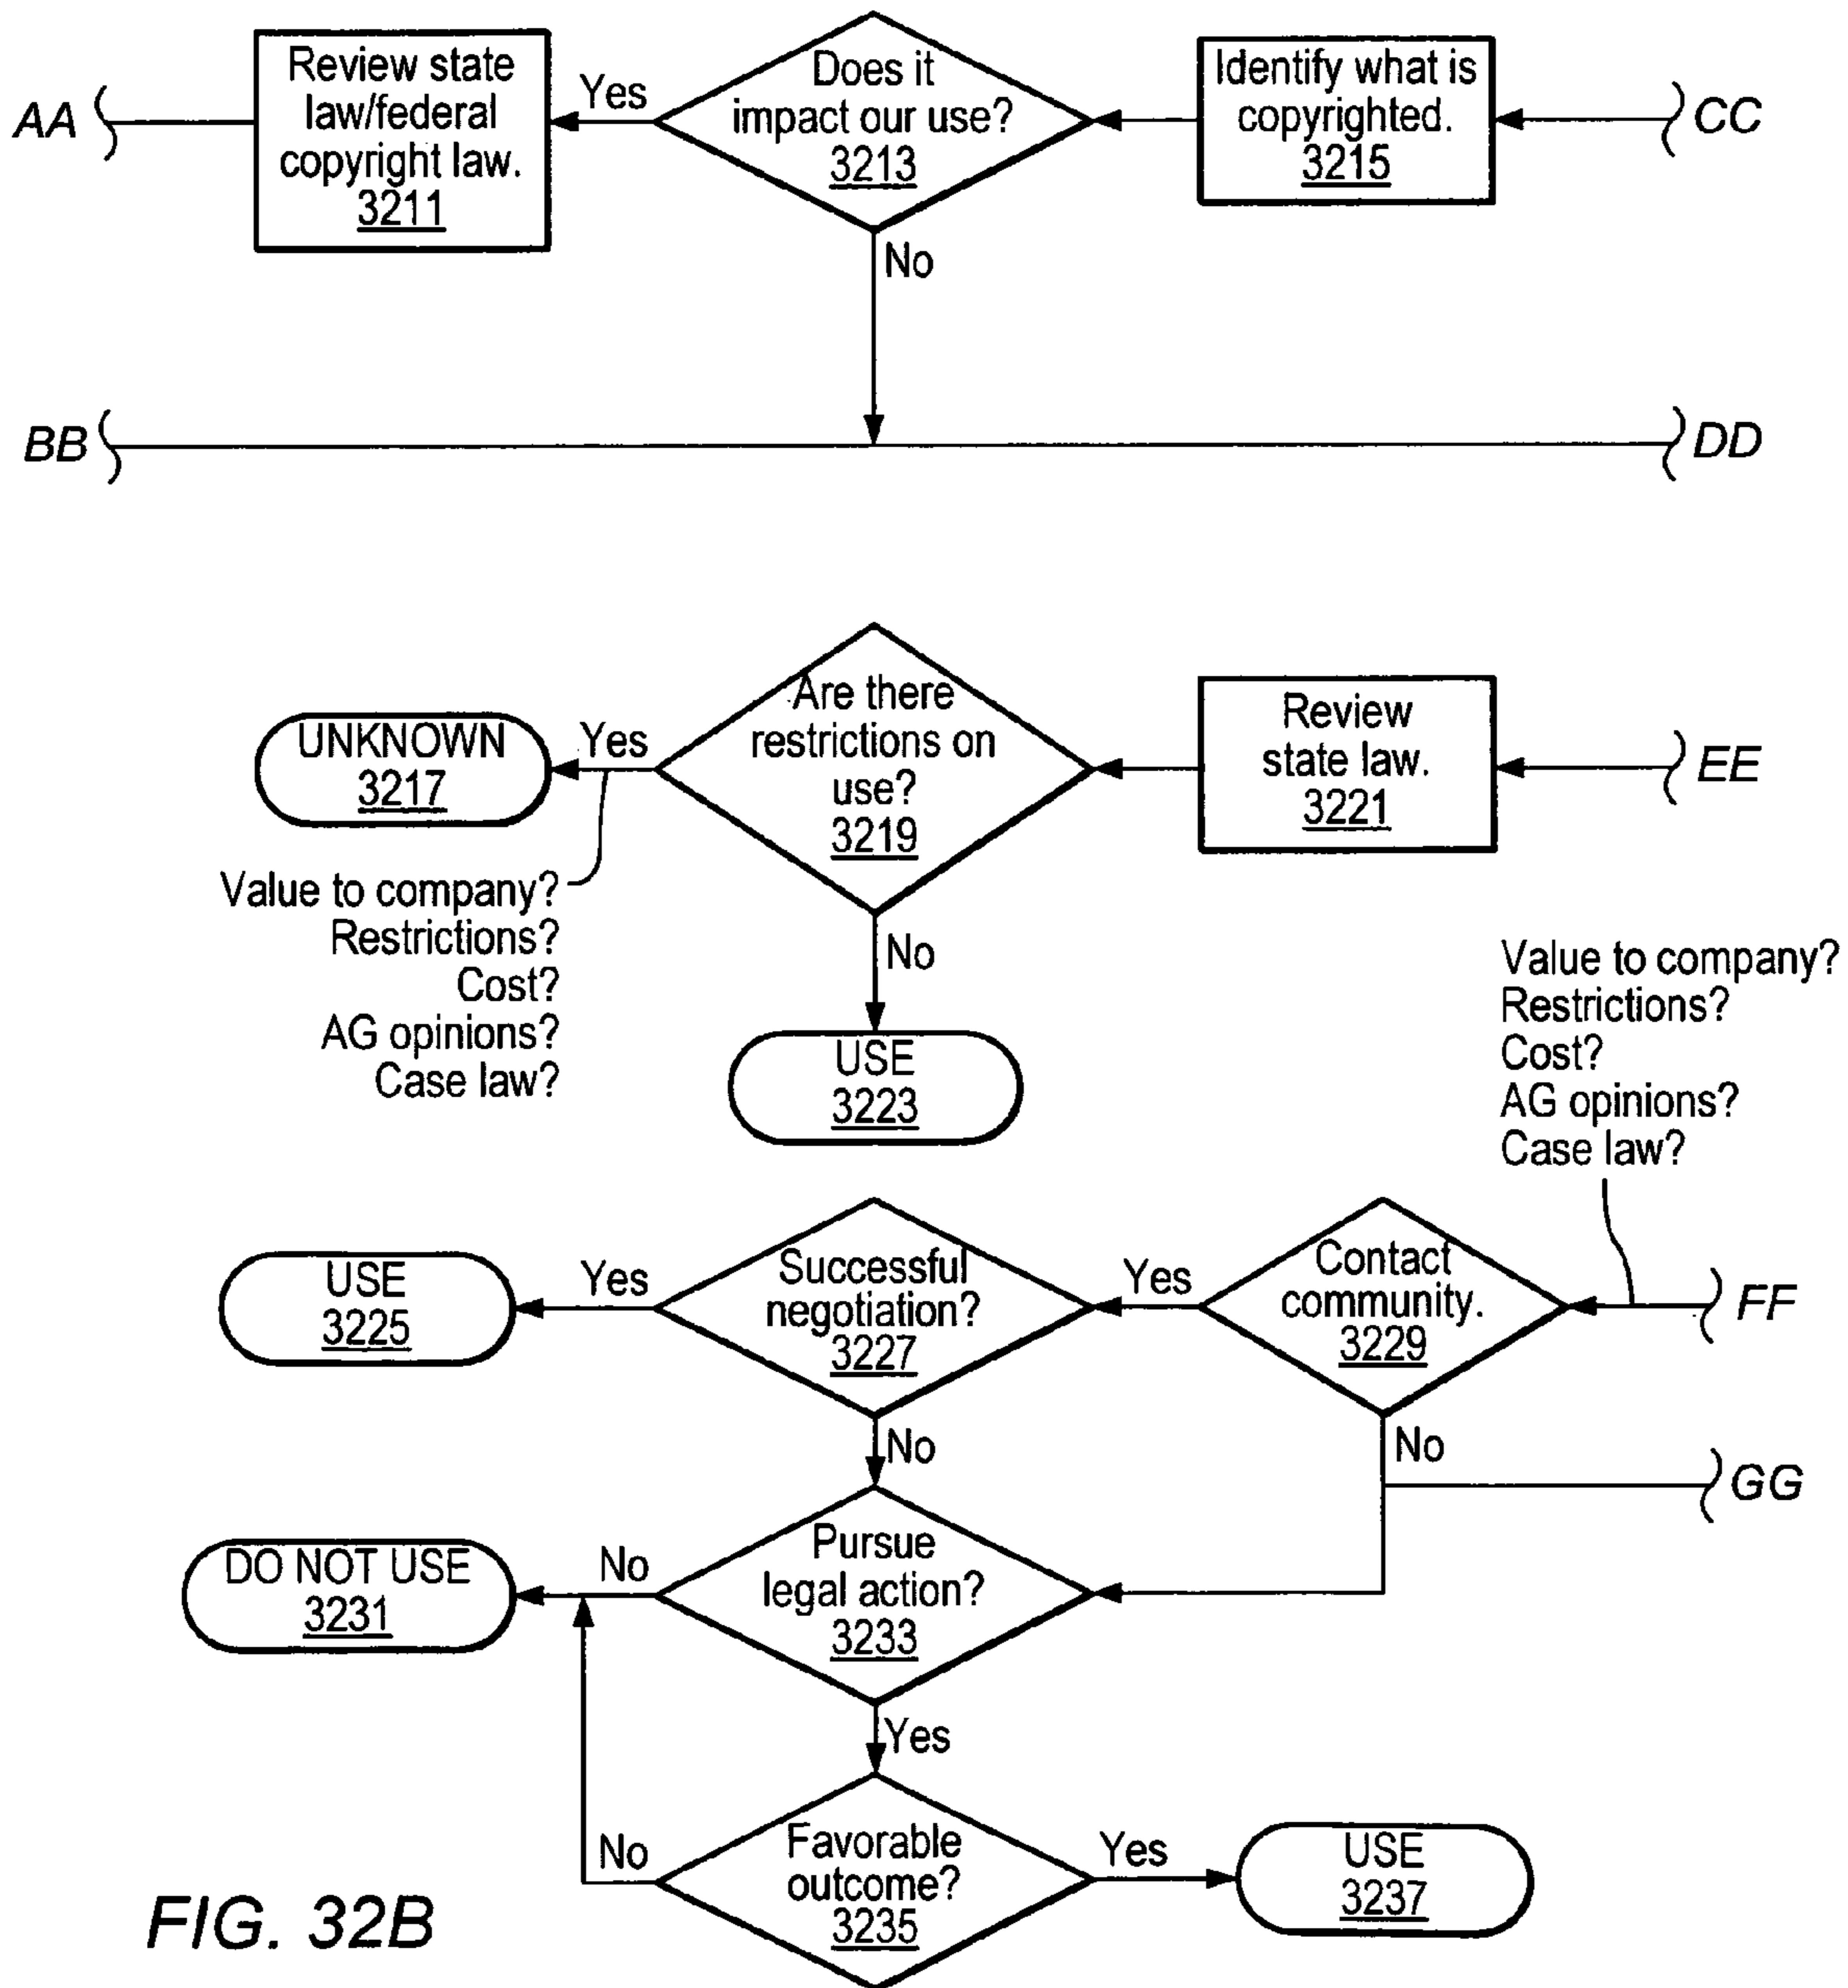 AA
Review state
law/federal
copyright law.
3211
Yes
Does it
impact our use?
3213
Identify what is
copyrighted.
3215
CC
No
BB
DD
UNKNOWN
3217
Yes
Are there
restrictions on
use?
3219
Review
state law.
3221
EE
Value to company?
Restrictions?
Cost?
AG opinions?
Case law?
No
USE
3223
Value to company?
Restrictions?
Cost?
AG opinions?
Case law?
USE
3225
Yes
Successful
negotiation?
3227
Yes
Contact
community.
3229
FF
No
No
GG
DO NOT USE
3231
No
Pursue
legal action?
3233
Yes
No
Favorable
outcome?
3235
Yes
USE
3237
FIG. 32B